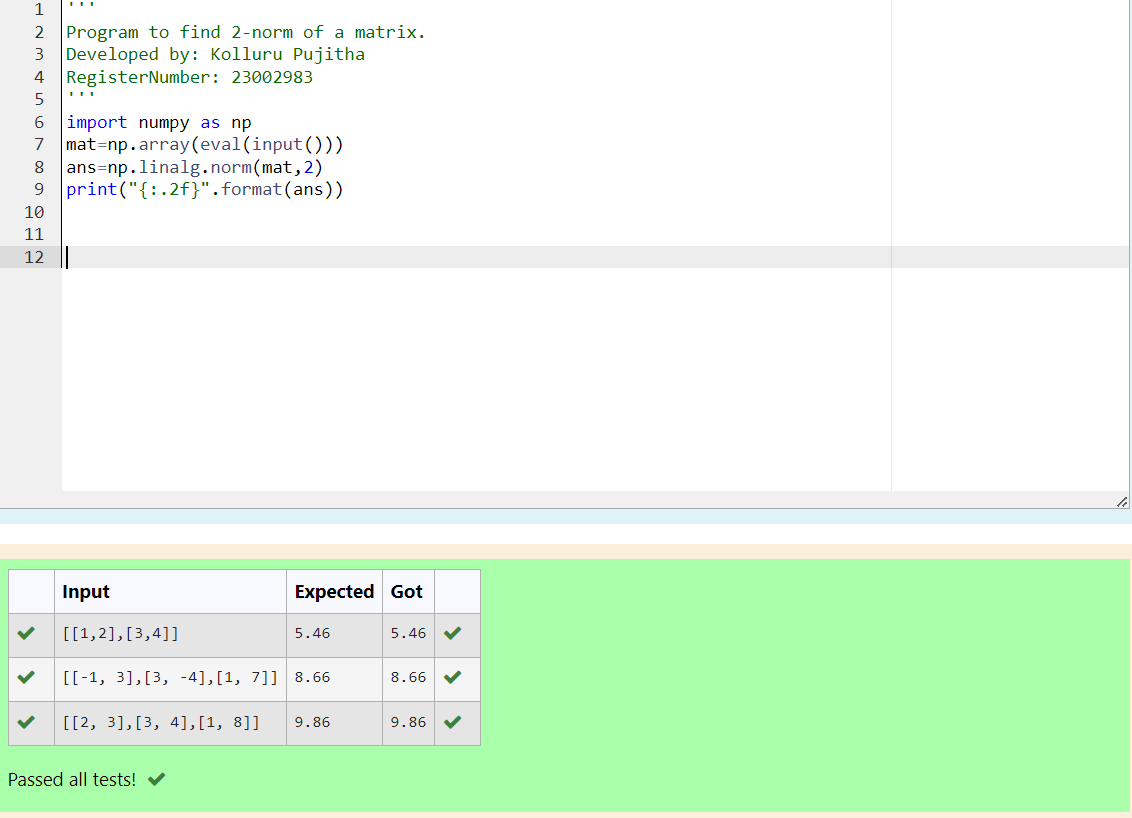 1 '''
2 Program to find 2-norm of a matrix.
3 Developed by: Kolluru Pujitha
4 RegisterNumber: 23002983
5 '''
6 import numpy as np
7 mat=np.array(eval(input()))
8 ans=np.linalg.norm(mat,2)
9 print("{:.2f}".format(ans))
10
11
12
Input Expected Got
[[1,2],[3,4]] 5.46 5.46
[[-1, 3],[3, -4],[1, 7]] 8.66 8.66
[[2, 3],[3, 4],[1, 8]] 9.86 9.86
Passed all tests!